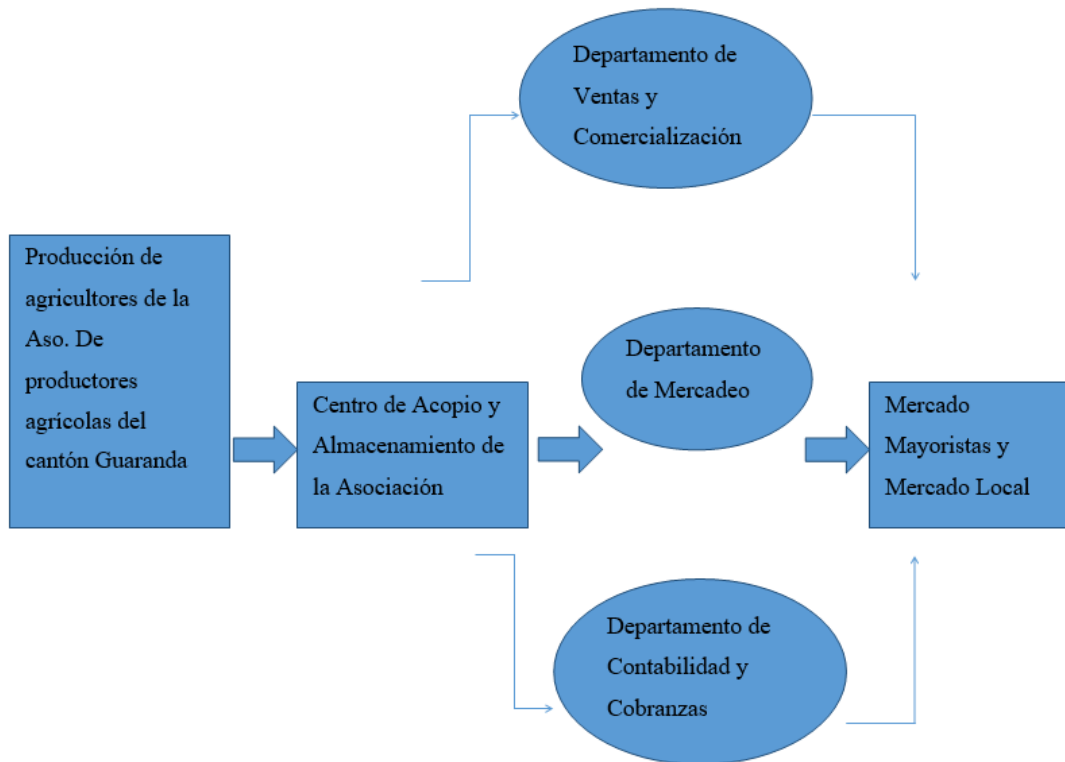 Departamento de
Ventas y
Comercialización
Producción de
agricultores de la
Aso. De
productores
agrícolas del
cantón Guaranda
Centro de Acopio y
Almacenamiento de
la Asociación
Departamento
de Mercadeo
Mercado
Mayoristas y
Mercado Local
Departamento de
Contabilidad y
Cobranzas